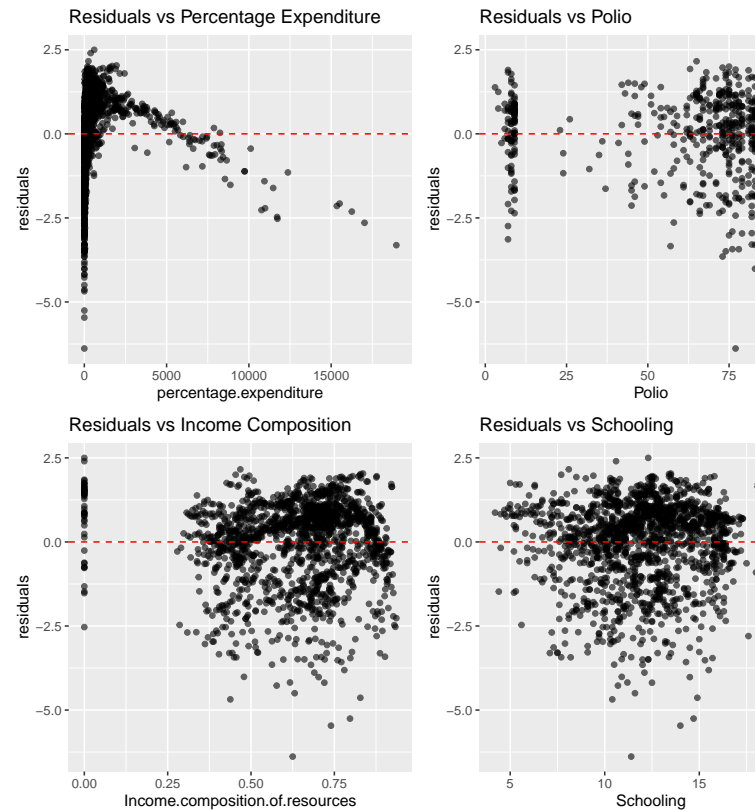 Residuals vs Percentage Expenditure
Residuals vs Polio
2.5
0.0
−2.5
−5.0
residuals
0
5000
10000
15000
percentage.expenditure
2.5
0.0
−2.5
−5.0
residuals
0
25
50
75
Polio
Residuals vs Income Composition
Residuals vs Schooling
2.5
0.0
−2.5
−5.0
residuals
0.00
0.25
0.50
0.75
Income.composition.of.resources
2.5
0.0
−2.5
−5.0
residuals
5
10
15
Schooling